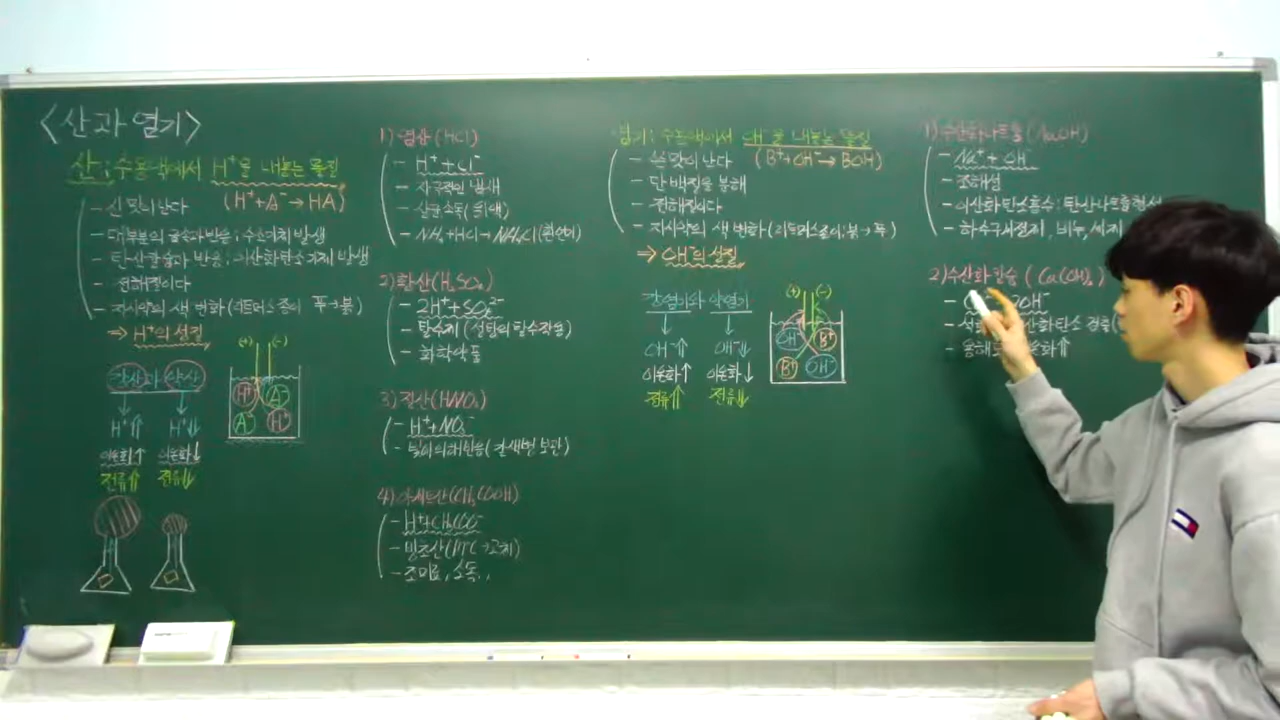 <산과 염기>
산: 수용액에서 H⁺을 내놓는 물질
- 신 맛이 난다 (H⁺+A⁻→HA)
- 대부분의 금속과 반응: 수소기체 발생
- 탄산칼슘과 반응: 이산화탄소 기체 발생
- 전해질이다
- 지시약의 색 변화 (리트머스 종이 푸→붉)
⇒ H⁺의 성질
강산과 약산
↓ ↓
H⁺⇈ H⁺⇊
이온화↑ 이온화↓
전류⇈ 전류⇊
(+) (-)
H⁺ A⁻
A⁻ H⁺
1) 염산(HCl)
- H⁺+Cl⁻
- 자극적인 냄새
- 살균소독(위액)
- NH₃+HCl→NH₄Cl(흰연기)
2) 황산(H₂SO₄)
- 2H⁺+SO₄²⁻
- 탈수제(설탕의 탈수작용)
- 화학약품
3) 질산(HNO₃)
- H⁺+NO₃⁻
- 빛에 의해 반응(갈색병 보관)
4) 아세트산(CH₃COOH)
- H⁺+CH₃COO⁻
- 빙초산(17℃→고체)
- 조미료, 소독,,
염기: 수용액에서 OH⁻을 내놓는 물질
- 쓴 맛이 난다 (B⁺+OH⁻→BOH)
- 단백질을 분해
- 전해질이다
- 지시약의 색 변화(리트머스종이:붉→푸)
⇒ OH⁻의 성질
강염기와 약염기
↓ ↓
OH⁻⇈ OH⁻⇊
이온화↑ 이온화↓
전류⇈ 전류⇊
(+) (-)
OH⁻ B⁺
B⁺ OH⁻
1) 수산화나트륨(NaOH)
- Na⁺+OH⁻
- 조해성
- 이산화탄소흡수: 탄산나트륨형성
- 하수구세정제, 비누, 세제
2) 수산화칼슘(Ca(OH)₂)
- 2OH⁻
- 산화탄소 검출
- 용해도 이온화↑